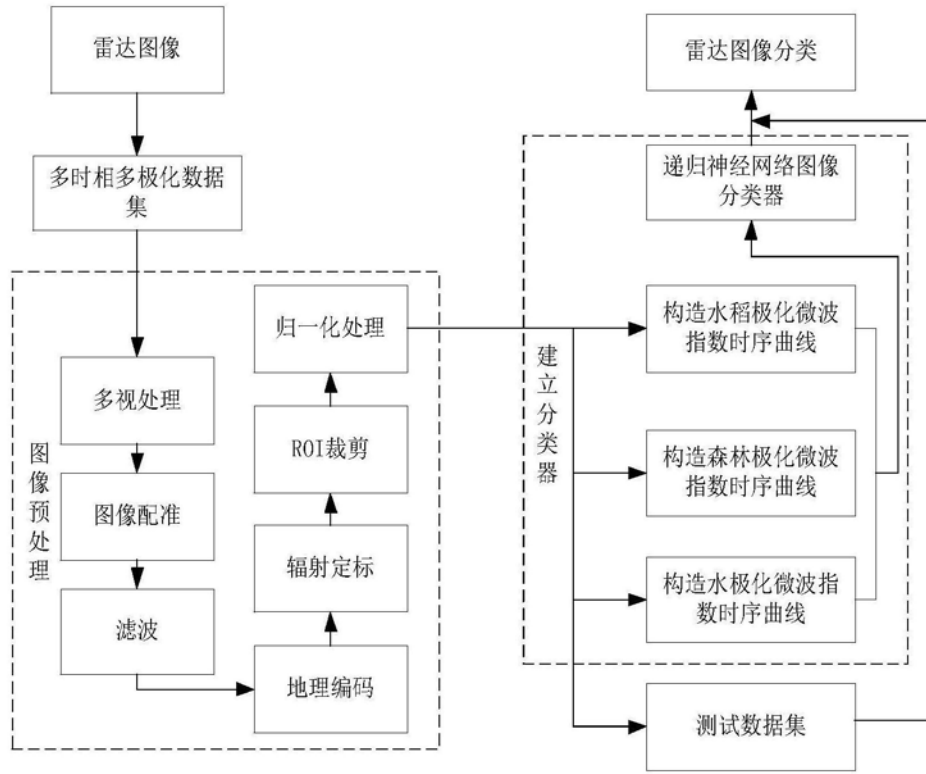 雷达图像
多时相多极化数据
集
图像预处理
多视处理
图像配准
滤波
地理编码
辐射定标
ROI裁剪
归一化处理
建立分类器
构造水稻极化微波
指数时序曲线
构造森林极化微波
指数时序曲线
构造水极化微波指
数时序曲线
测试数据集
递归神经网络图像
分类器
雷达图像分类